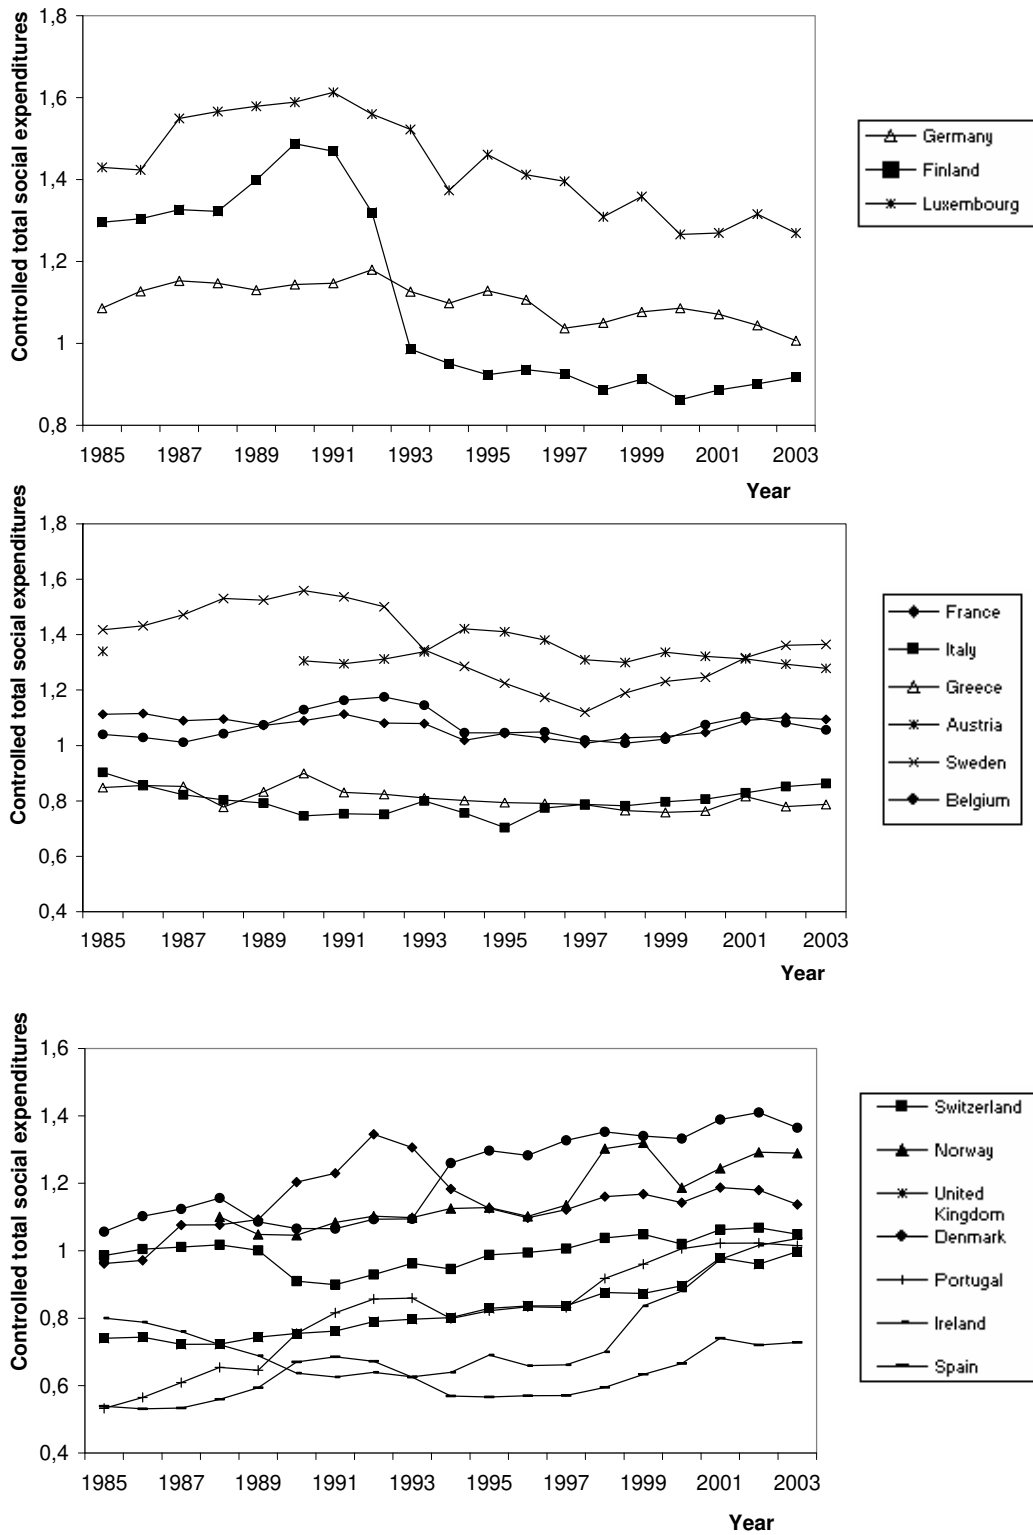 Controlled total social expenditures
1,8
1,6
1,4
1,2
1
0,8
1985 1987 1989 1991 1993 1995 1997 1999 2001 2003
Year
Germany
Finland
Luxembourg
Controlled total social expenditures
1,8
1,6
1,4
1,2
1
0,8
0,6
0,4
1985 1987 1989 1991 1993 1995 1997 1999 2001 2003
Year
France
Italy
Greece
Austria
Sweden
Belgium
Controlled total social expenditures
1,6
1,4
1,2
1
0,8
0,6
0,4
1985 1987 1989 1991 1993 1995 1997 1999 2001 2003
Year
Switzerland
Norway
United
Kingdom
Denmark
Portugal
Ireland
Spain